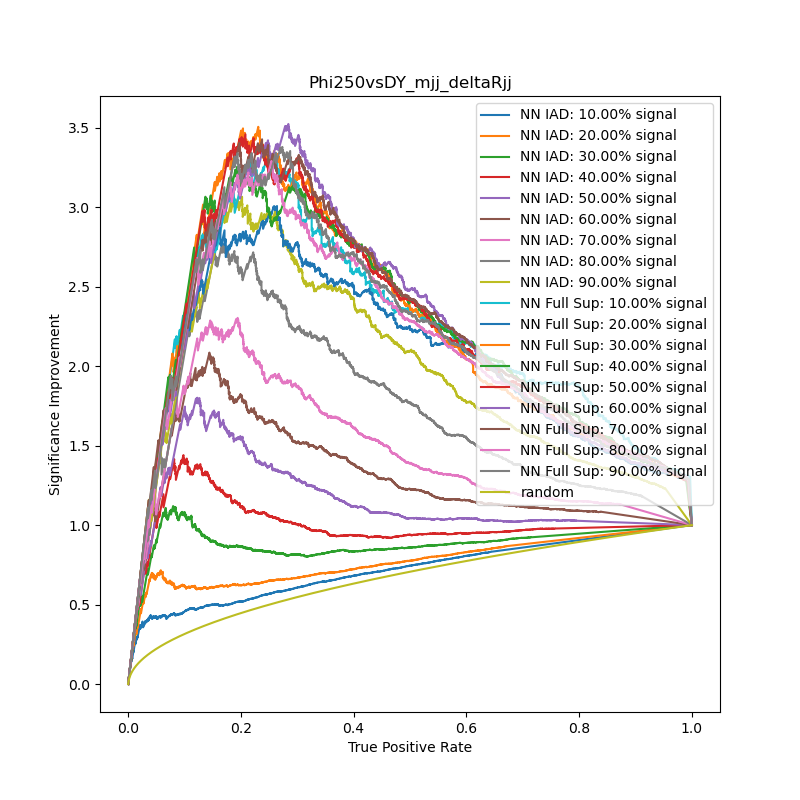 Phi250vsDY_mjj_deltaRjj
NN IAD: 10.00% signal
NN IAD: 20.00% signal
NN IAD: 30.00% signal
NN IAD: 40.00% signal
NN IAD: 50.00% signal
NN IAD: 60.00% signal
NN IAD: 70.00% signal
NN IAD: 80.00% signal
NN IAD: 90.00% signal
NN Full Sup: 10.00% signal
NN Full Sup: 20.00% signal
NN Full Sup: 30.00% signal
NN Full Sup: 40.00% signal
NN Full Sup: 50.00% signal
NN Full Sup: 60.00% signal
NN Full Sup: 70.00% signal
NN Full Sup: 80.00% signal
NN Full Sup: 90.00% signal
random
Significance Improvement
3.5
3.0
2.5
2.0
1.5
1.0
0.5
0.0
0.0 0.2 0.4 0.6 0.8 1.0
True Positive Rate